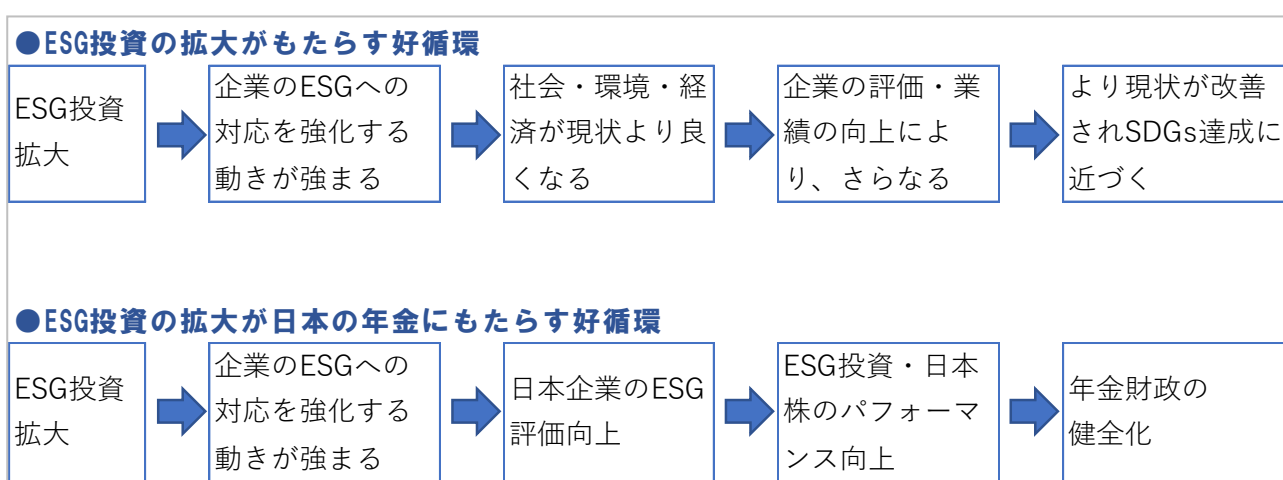 ●ESG投資の拡大がもたらす好循環
ESG投資
拡大
企業のESGへの
対応を強化する
動きが強まる
社会・環境・経
済が現状より良
くなる
企業の評価・業
績の向上によ
り、さらなる
より現状が改善
されSDGs達成に
近づく
●ESG投資の拡大が日本の年金にもたらす好循環
ESG投資
拡大
企業のESGへの
対応を強化する
動きが強まる
日本企業のESG
評価向上
ESG投資・日本
株のパフォーマ
ンス向上
年金財政の
健全化